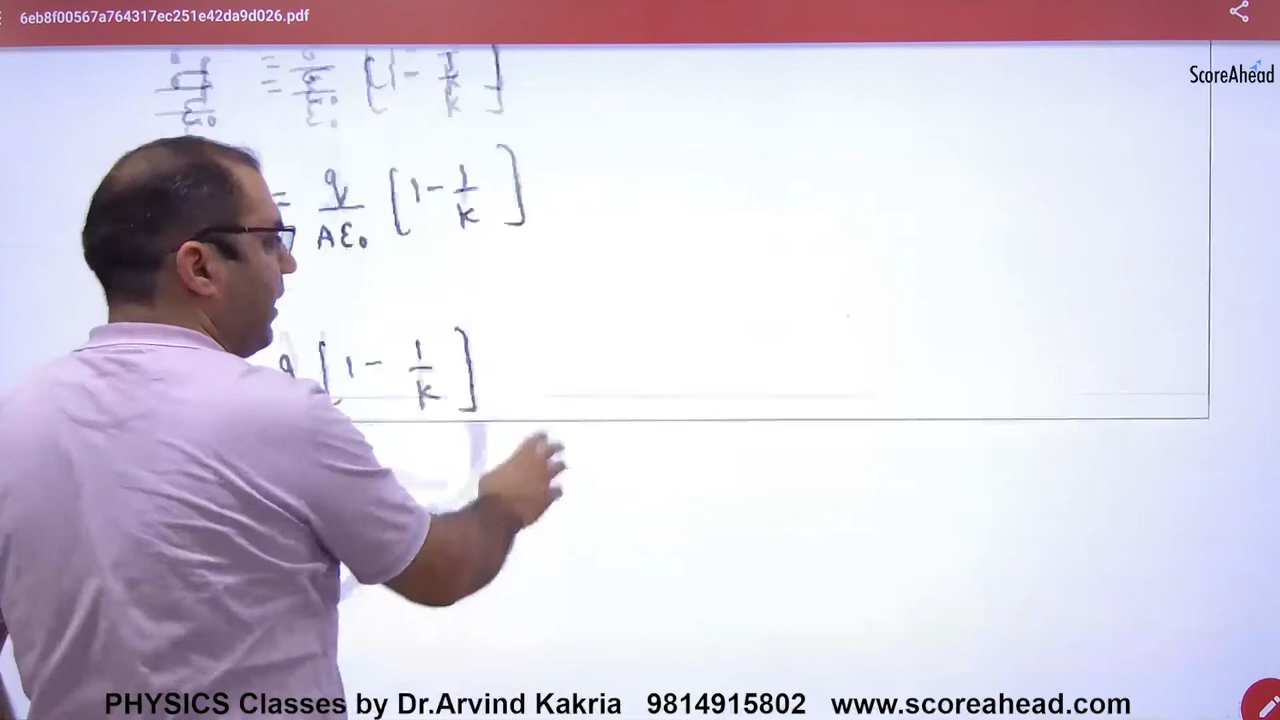 6eb8f00567a764317ec251e42da9d026.pdf
ScoreAhead
= q/Aε₀ [1 - 1/k]
q [1 - 1/k]
PHYSICS Classes by Dr.Arvind Kakria 9814915802 www.scoreahead.com